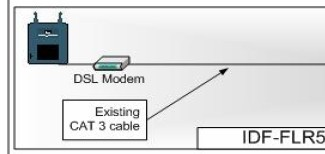 DSL Modem
Existing
CAT 3 cable
IDF-FLR5